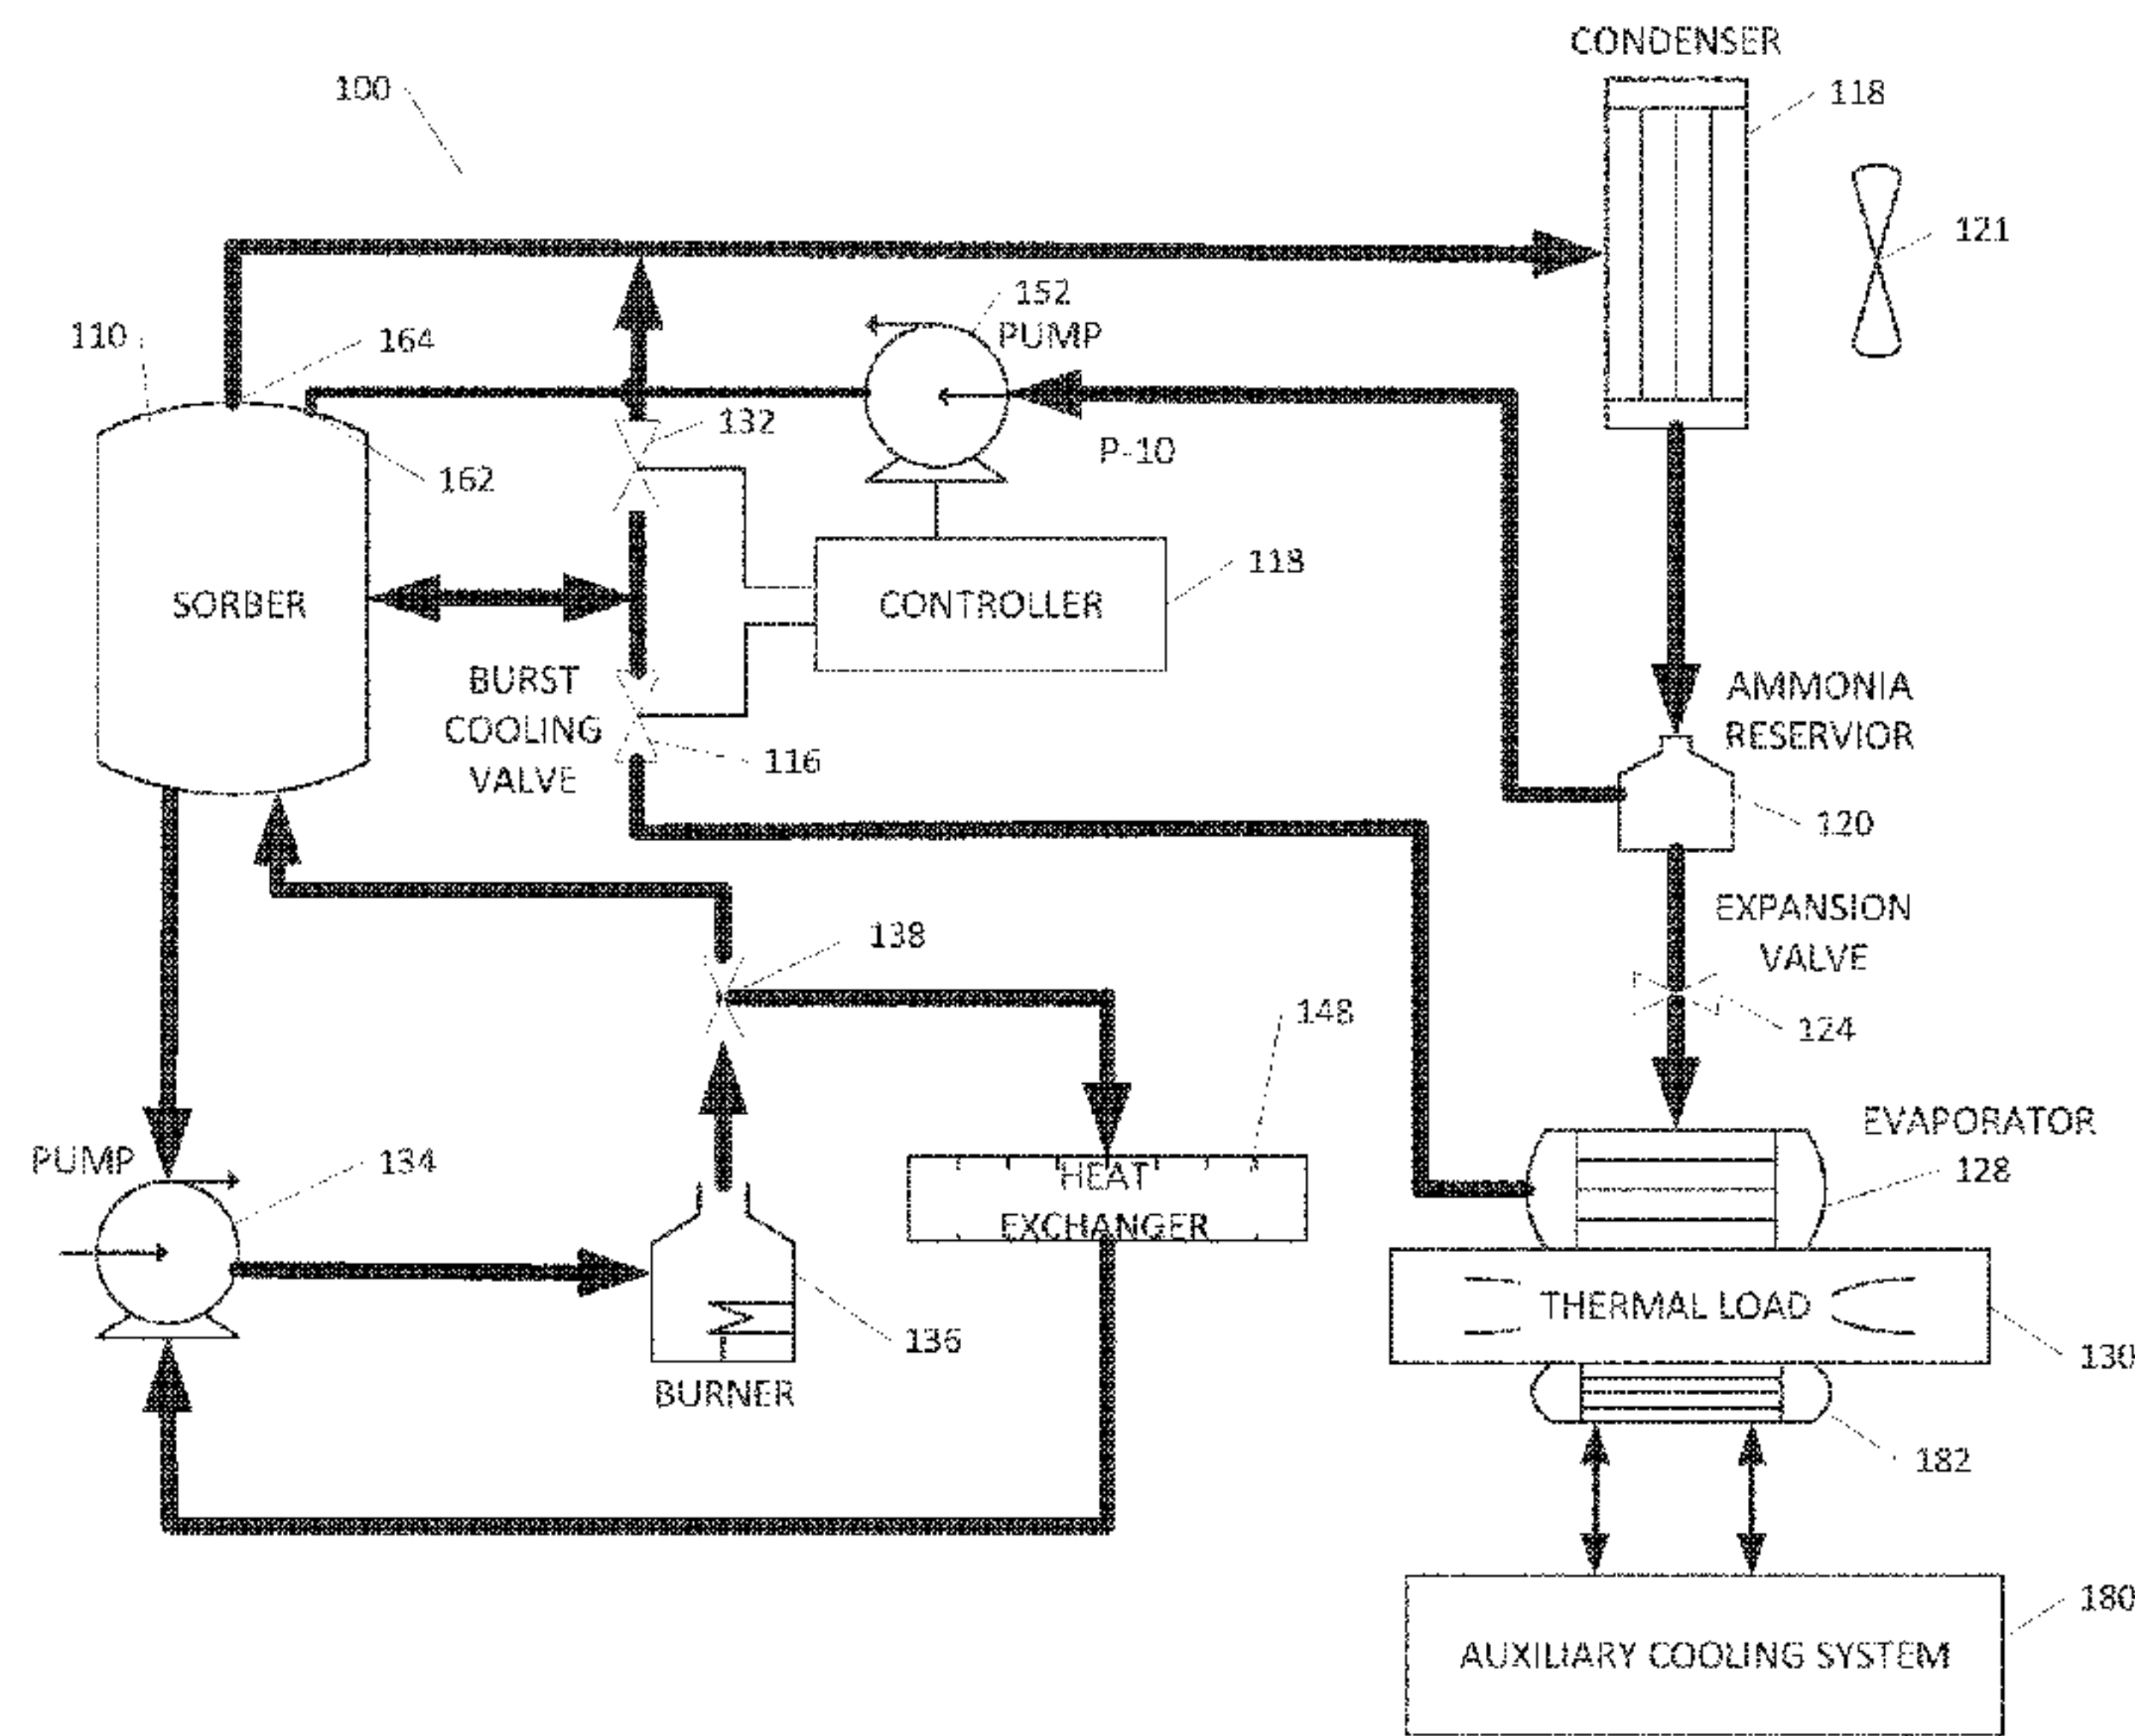 CONDENSER
100
118
121
152
PUMP
110
164
132
P-10
162
118
CONTROLLER
SORBER
BURST
COOLING
VALVE
116
AMMONIA
RESERVIOR
120
EXPANSION
VALVE
138
124
148
EVAPORATOR
128
PUMP
134
HEAT
EXCHANGER
THERMAL LOAD
136
130
BURNER
182
180
AUXILIARY COOLING SYSTEM